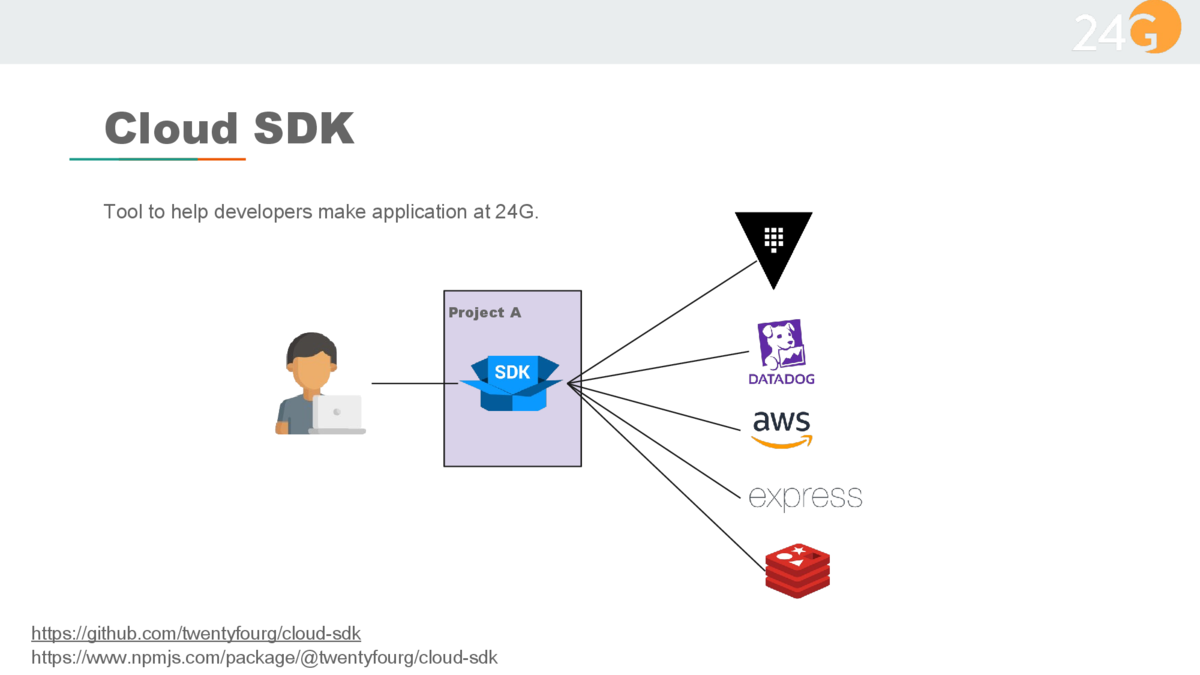 24G
Cloud SDK
Tool to help developers make application at 24G.
Project A
SDK
DATADOG
aws
express
https://github.com/twentyfourg/cloud-sdk
https://www.npmjs.com/package/@twentyfourg/cloud-sdk